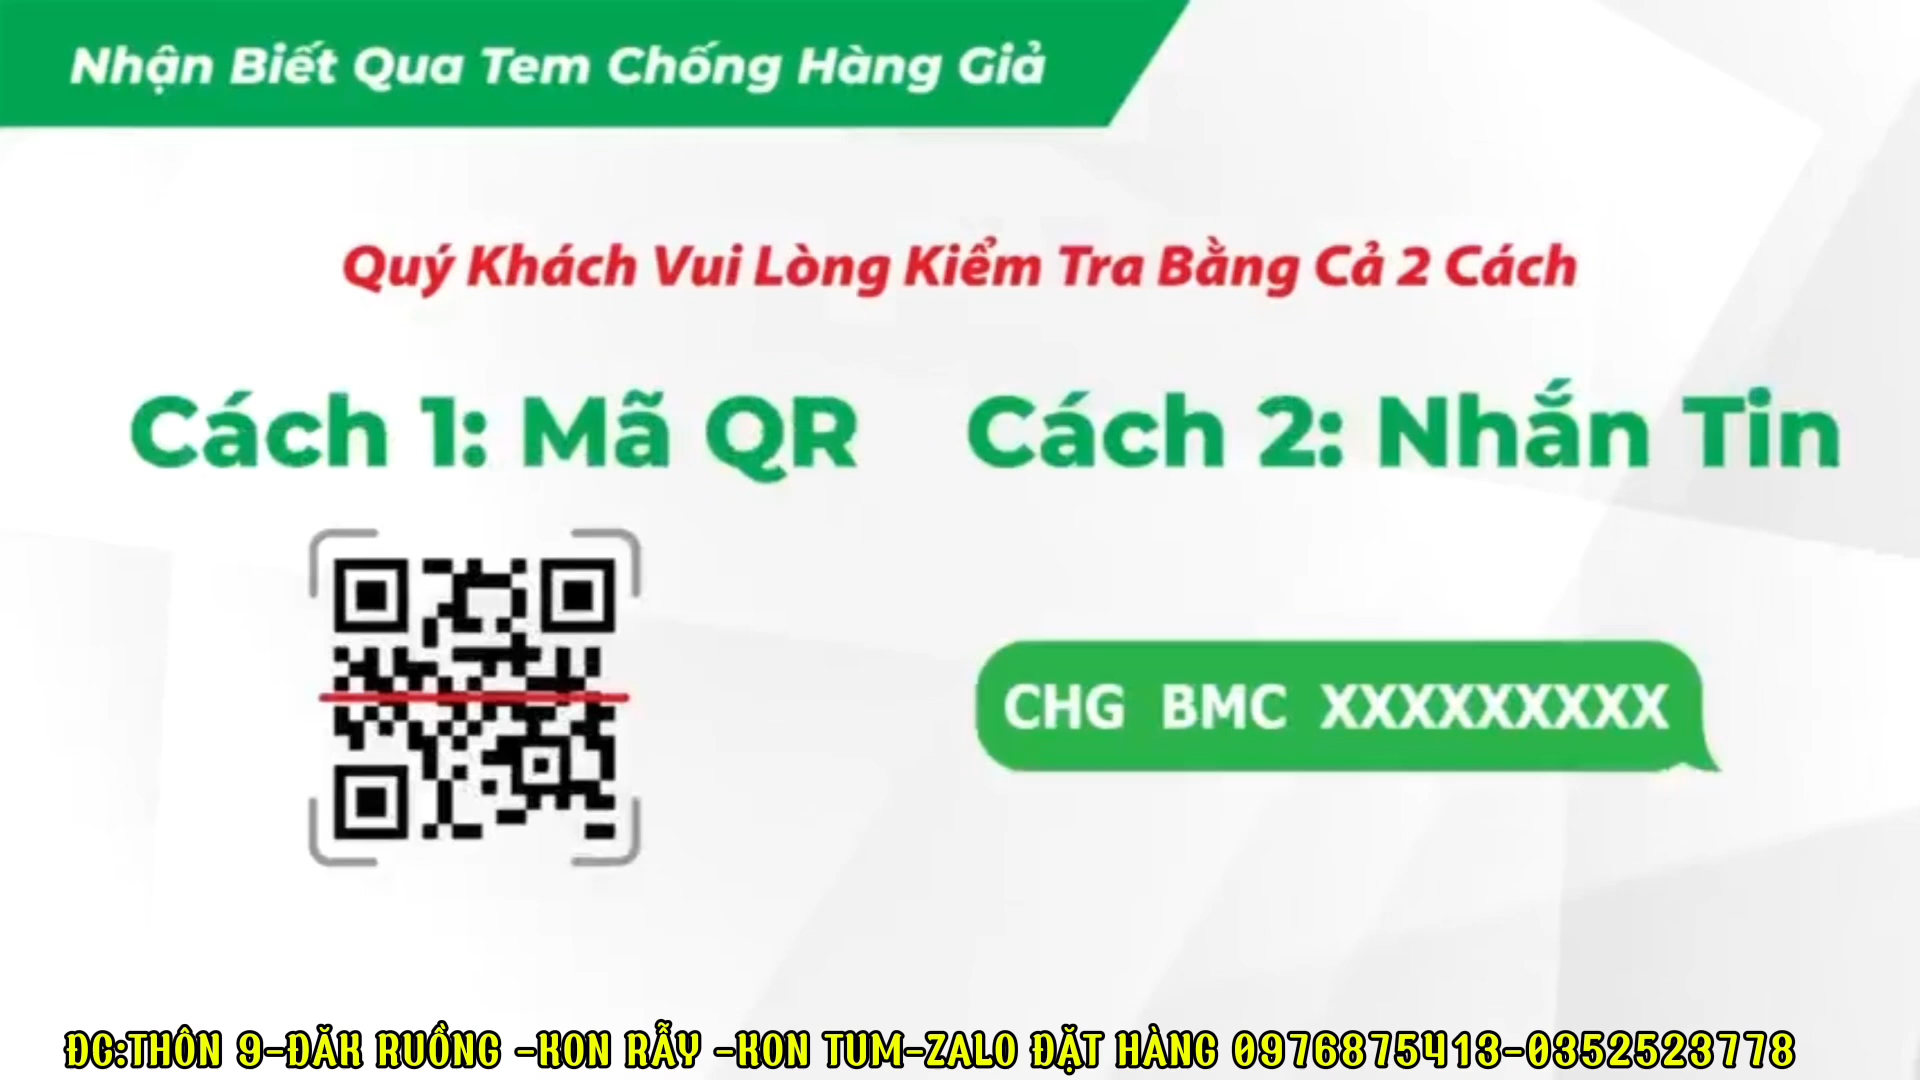 Nhận Biết Qua Tem Chống Hàng Giả
Quý Khách Vui Lòng Kiểm Tra Bằng Cả 2 Cách
Cách 1: Mã QR
Cách 2: Nhắn Tin
CHG BMC XXXXXXXXX
ĐC:THÔN 9-ĐĂK RUỒNG -KON RẪY -KON TUM-ZALO ĐẶT HÀNG 0976875413-0352523778